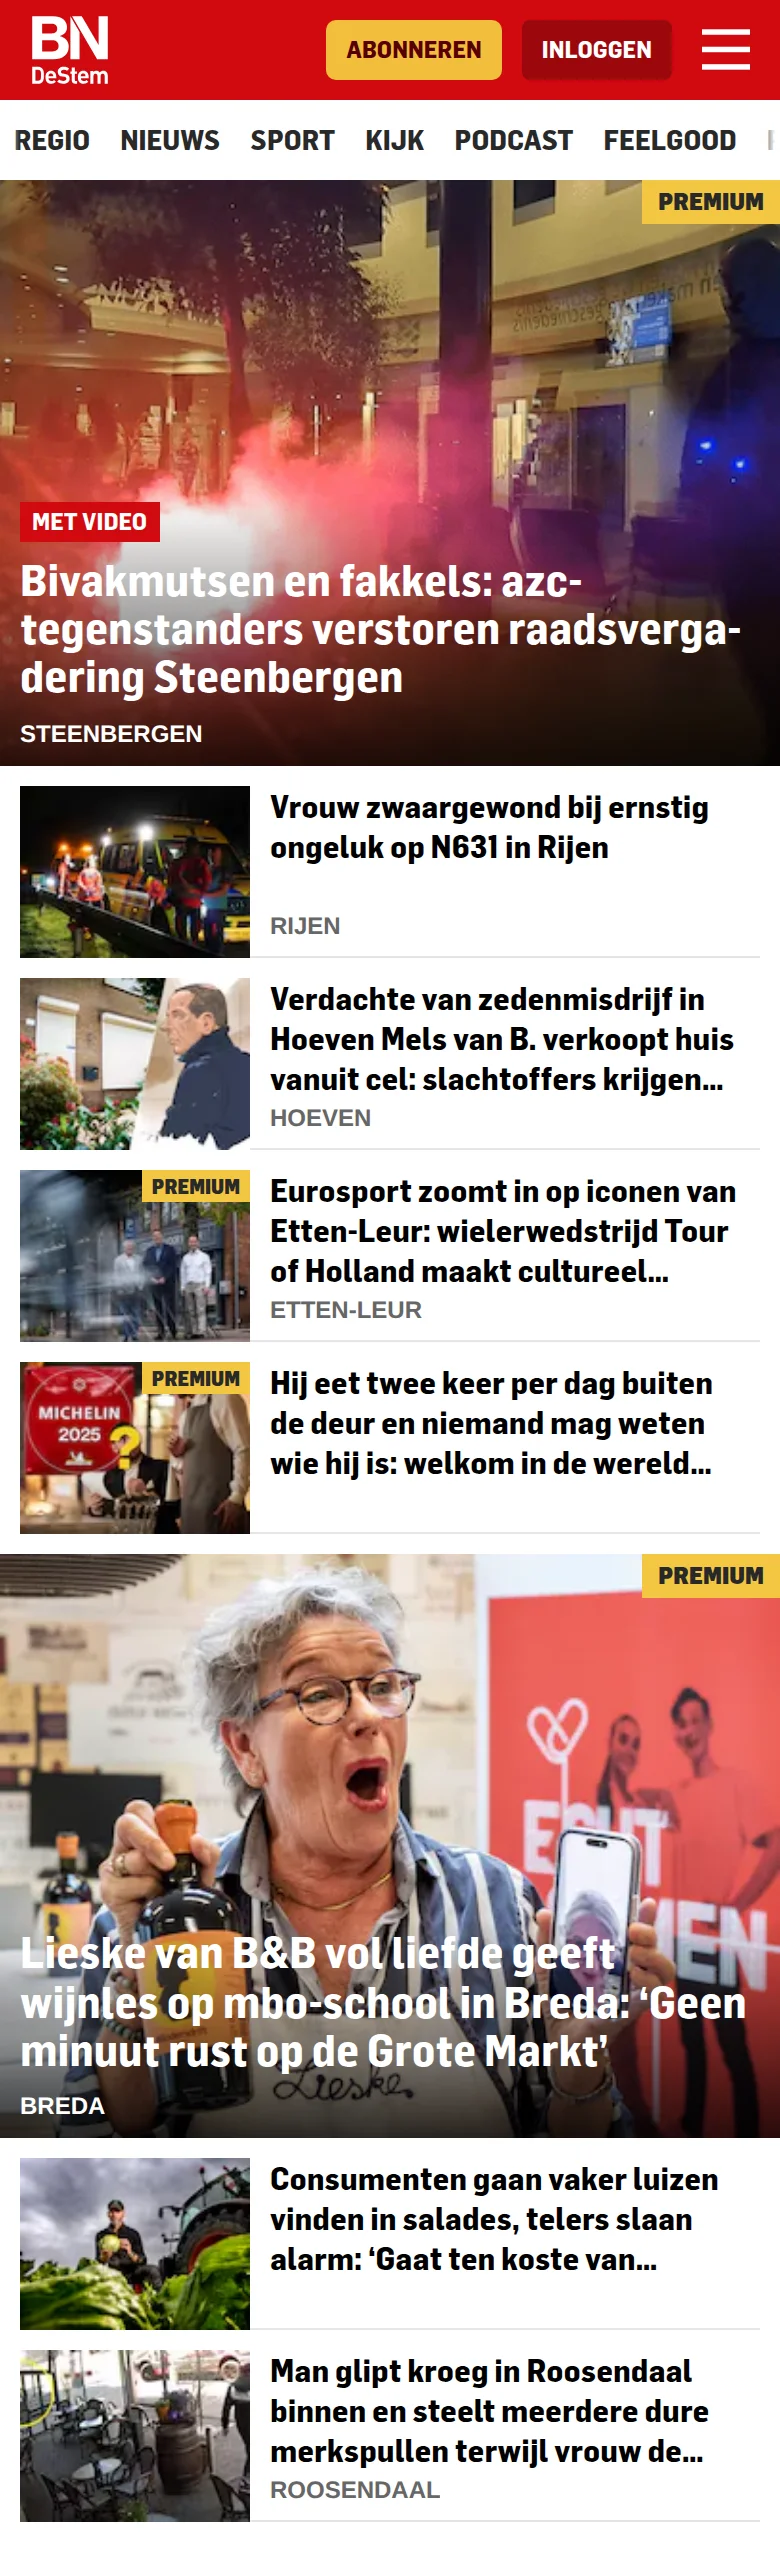 BN
DeStem
ABONNEREN
INLOGGEN
REGIO NIEUWS SPORT KIJK PODCAST FEELGOOD
PREMIUM
MET VIDEO
Bivakmutsen en fakkels: azc-
tegenstanders verstoren raadsverga-
dering Steenbergen
STEENBERGEN
Vrouw zwaargewond bij ernstig
ongeluk op N631 in Rijen
RIJEN
Verdachte van zedenmisdrijf in
Hoeven Mels van B. verkoopt huis
vanuit cel: slachtoffers krijgen...
HOEVEN
PREMIUM
Eurosport zoomt in op iconen van
Etten-Leur: wielerwedstrijd Tour
of Holland maakt cultureel...
ETTEN-LEUR
PREMIUM
MICHELIN
2025
?
Hij eet twee keer per dag buiten
de deur en niemand mag weten
wie hij is: welkom in de wereld...
PREMIUM
Lieske van B&B vol liefde geeft
wijnles op mbo-school in Breda: ‘Geen
minuut rust op de Grote Markt’
Lieske
BREDA
Consumenten gaan vaker luizen
vinden in salades, telers slaan
alarm: ‘Gaat ten koste van...
Man glipt kroeg in Roosendaal
binnen en steelt meerdere dure
merkspullen terwijl vrouw de...
ROOSENDAAL